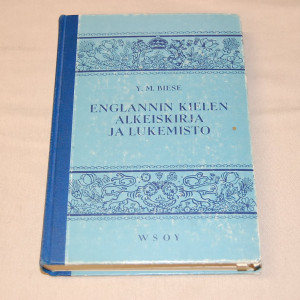 Y. M. BIESE
ENGLANNIN KIELEN
ALKEISKIRJA
JA LUKEMISTO
WSOY